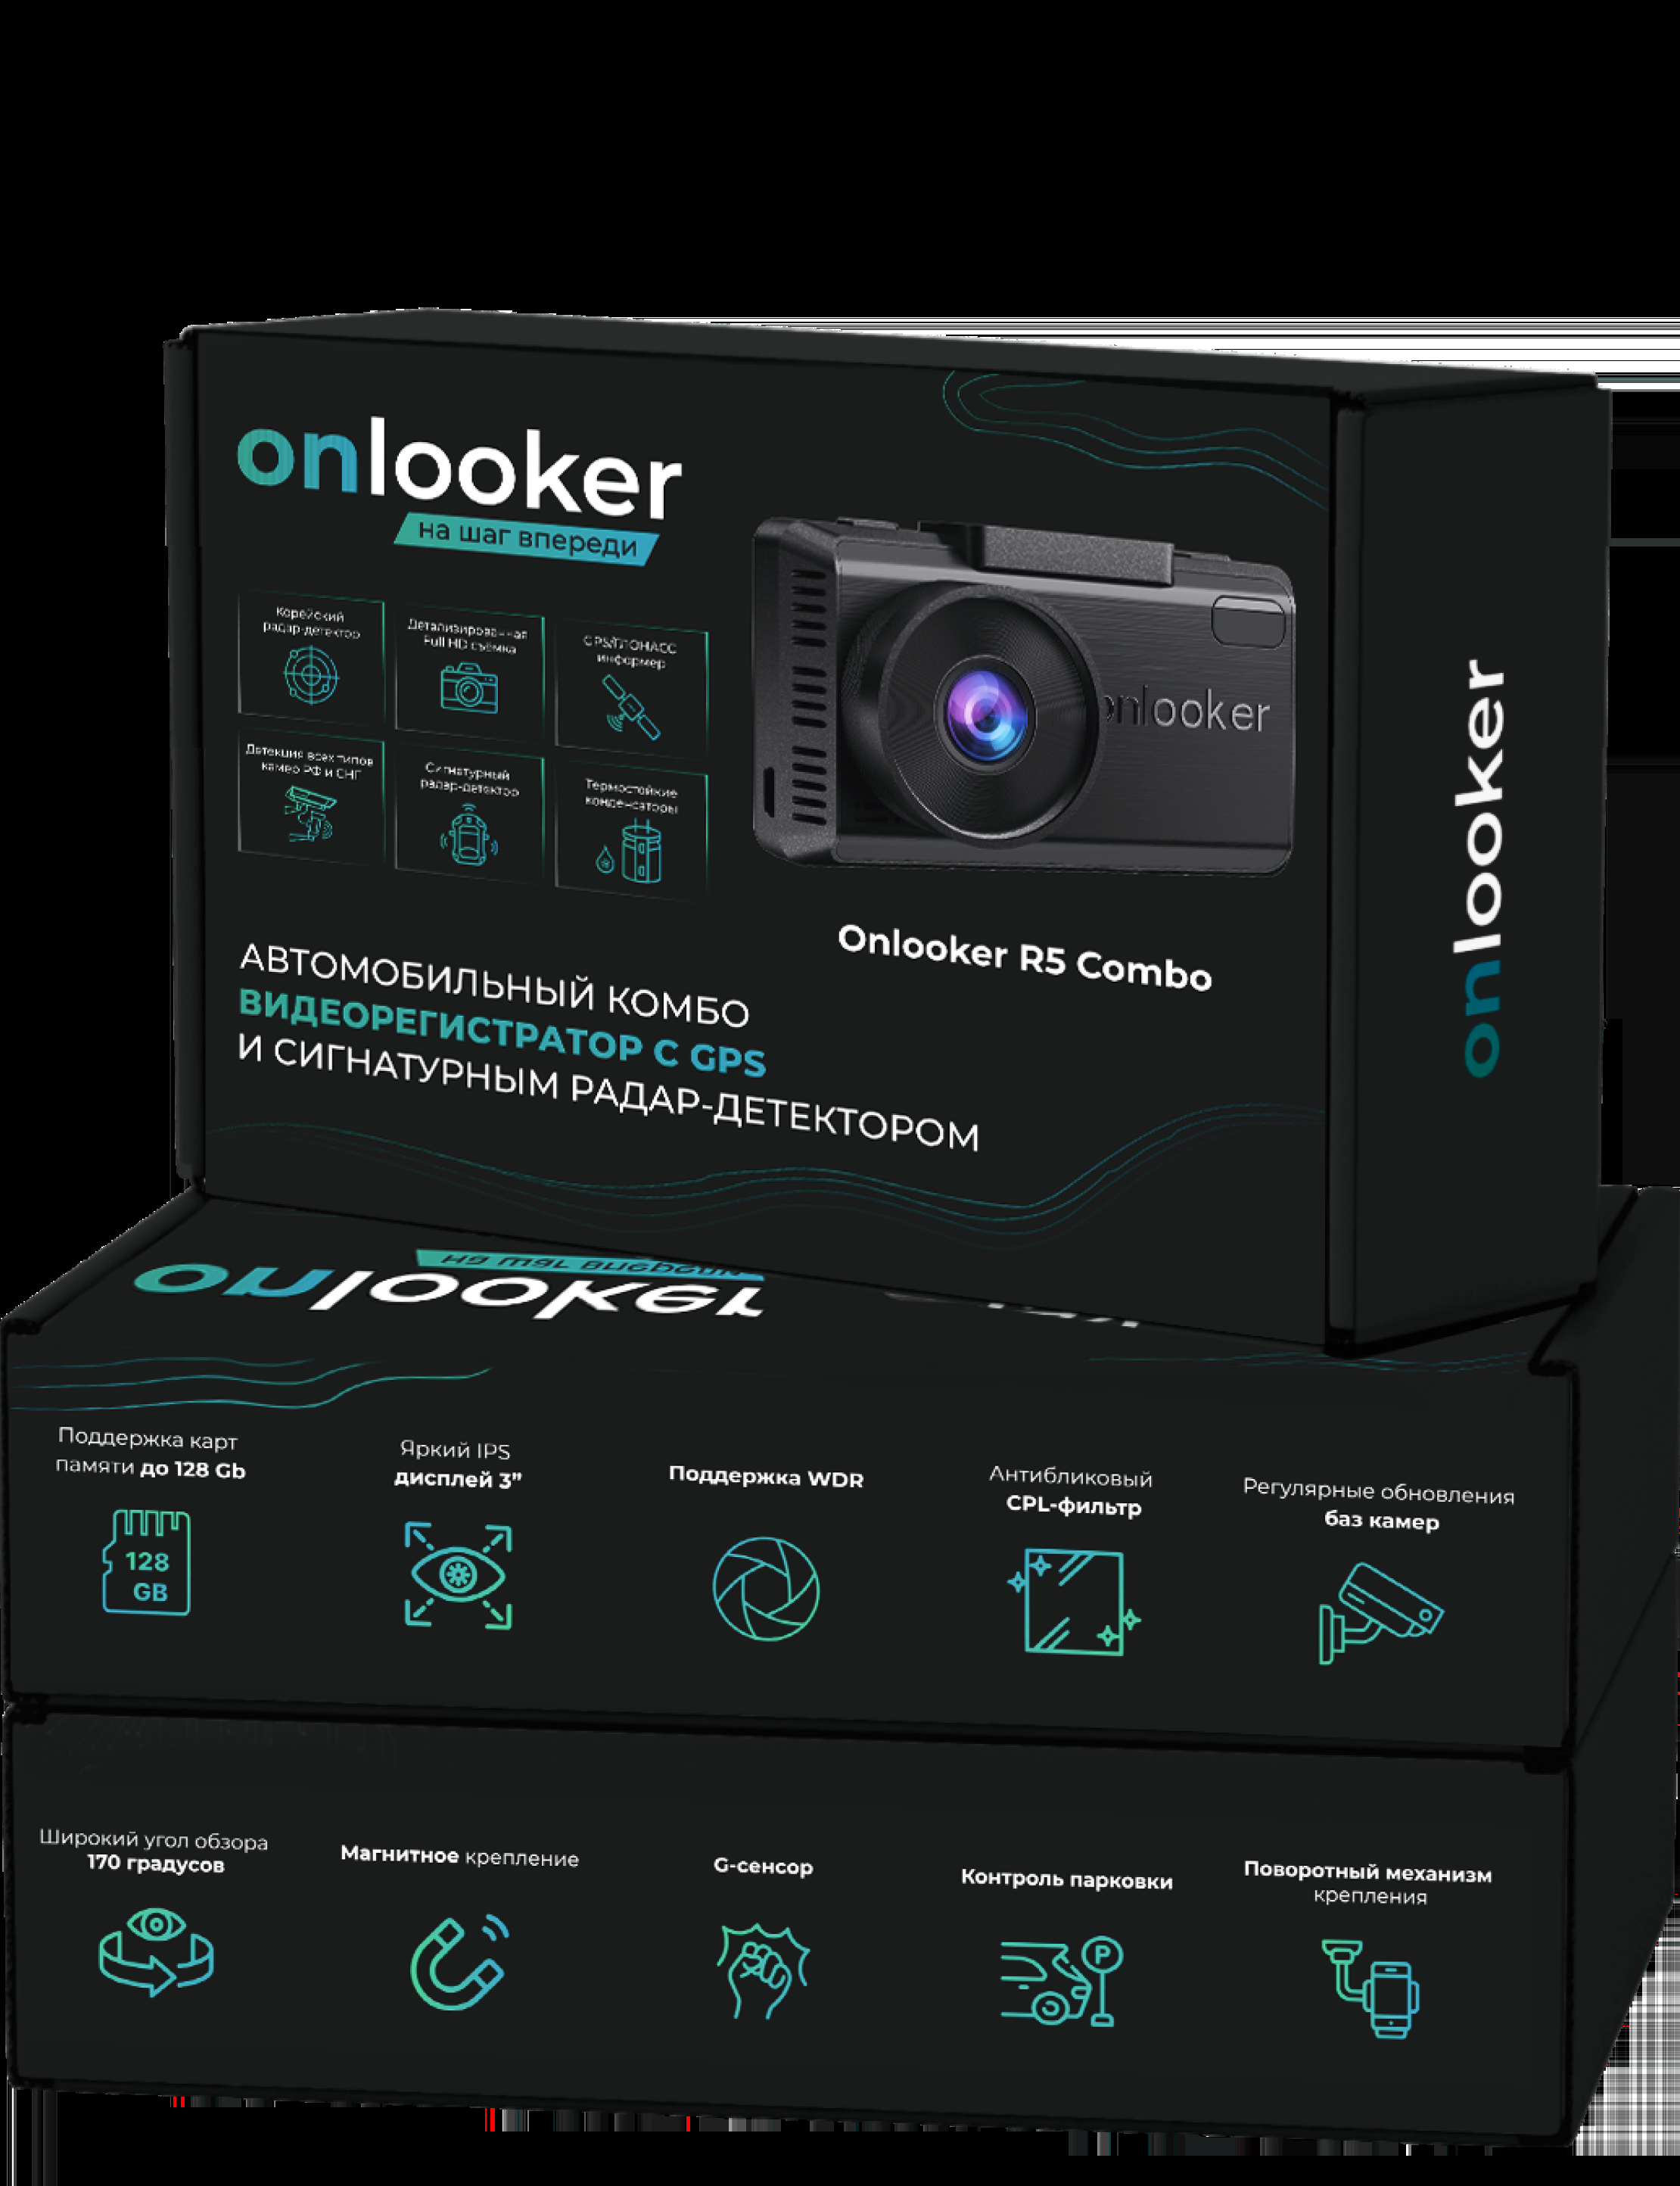 onlooker
на шаг впереди
Корейский
радар-детектор
Детализированная
Full HD съёмка
GPS/ГЛОНАСС
информер
Детекция всех типов
камер РФ и СНГ
Сигнатурный
радар-детектор
Термостойкие
конденсаторы
onlooker
Onlooker R5 Combo
АВТОМОБИЛЬНЫЙ КОМБО
ВИДЕОРЕГИСТРАТОР С GPS
И СИГНАТУРНЫМ РАДАР-ДЕТЕКТОРОМ
onlooker
на шаг впереди
onlooker
Поддержка карт
памяти до 128 Gb
128
GB
Яркий IPS
дисплей 3”
Поддержка WDR
Антибликовый
CPL-фильтр
Регулярные обновления
баз камер
Широкий угол обзора
170 градусов
Магнитное крепление
G-сенсор
Контроль парковки
P
Поворотный механизм
крепления